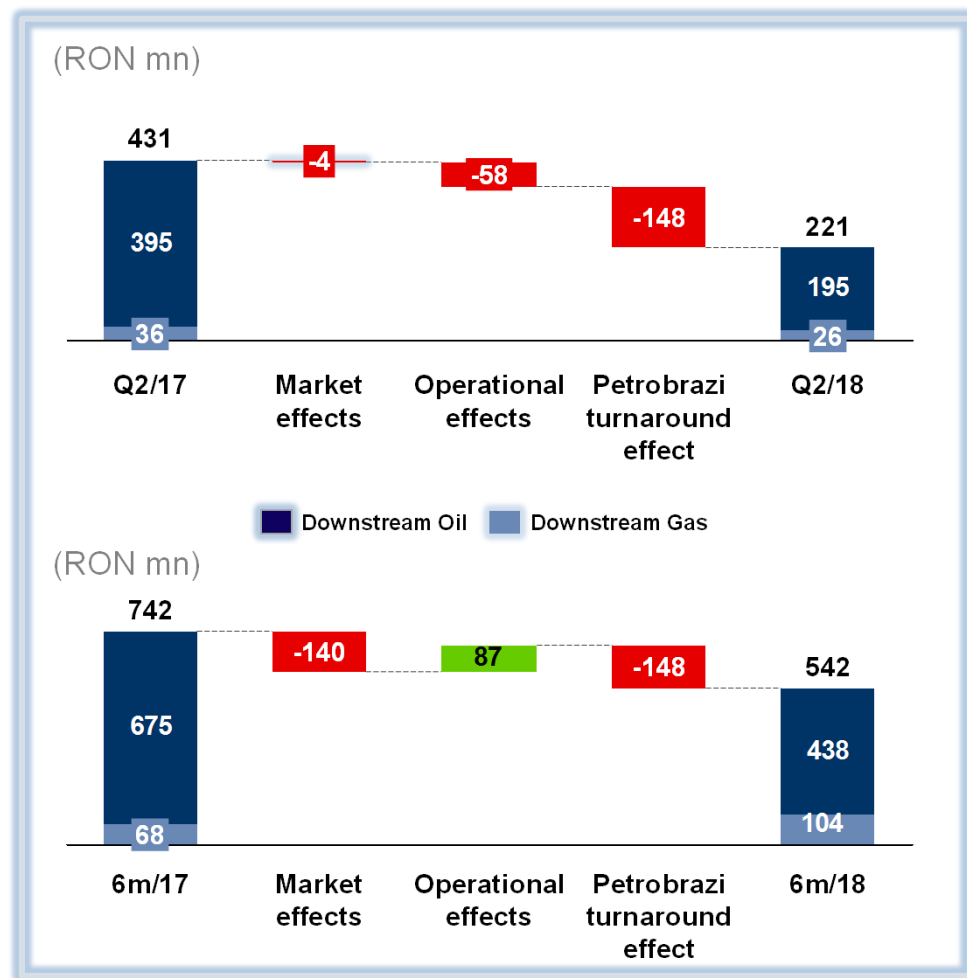 (RON mn)
431
-4
-58
-148
221
395
195
36
26
Q2/17
Market
effects
Operational
effects
Petrobrazi
turnaround
effect
Q2/18
Downstream Oil
Downstream Gas
(RON mn)
742
-140
87
-148
542
675
438
68
104
6m/17
Market
effects
Operational
effects
Petrobrazi
turnaround
effect
6m/18